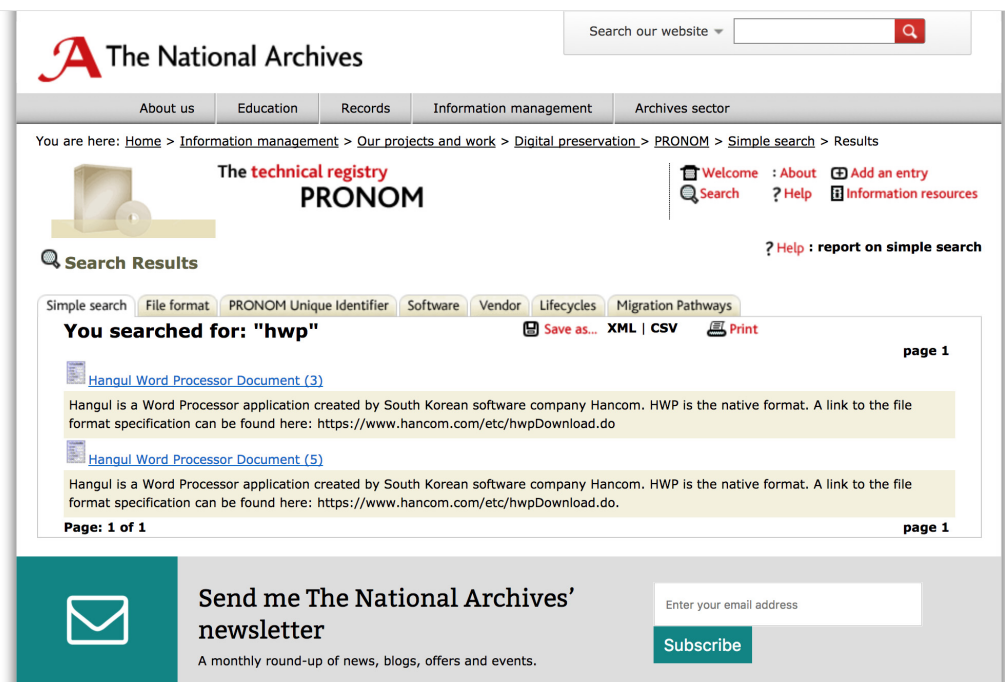 Search our website
The National Archives
About us Education Records Information management Archives sector
You are here: Home > Information management > Our projects and work > Digital preservation > PRONOM > Simple search > Results
The technical registry
PRONOM
Welcome : About Add an entry
Search ? Help Information resources
? Help : report on simple search
Search Results
Simple search File format PRONOM Unique Identifier Software Vendor Lifecycles Migration Pathways
You searched for: "hwp" Save as... XML | CSV Print
page 1
Hangul Word Processor Document (3)
Hangul is a Word Processor application created by South Korean software company Hancom. HWP is the native format. A link to the file
format specification can be found here: https://www.hancom.com/etc/hwpDownload.do
Hangul Word Processor Document (5)
Hangul is a Word Processor application created by South Korean software company Hancom. HWP is the native format. A link to the file
format specification can be found here: https://www.hancom.com/etc/hwpDownload.do.
Page: 1 of 1 page 1
Send me The National Archives’
newsletter
A monthly round-up of news, blogs, offers and events.
Enter your email address
Subscribe